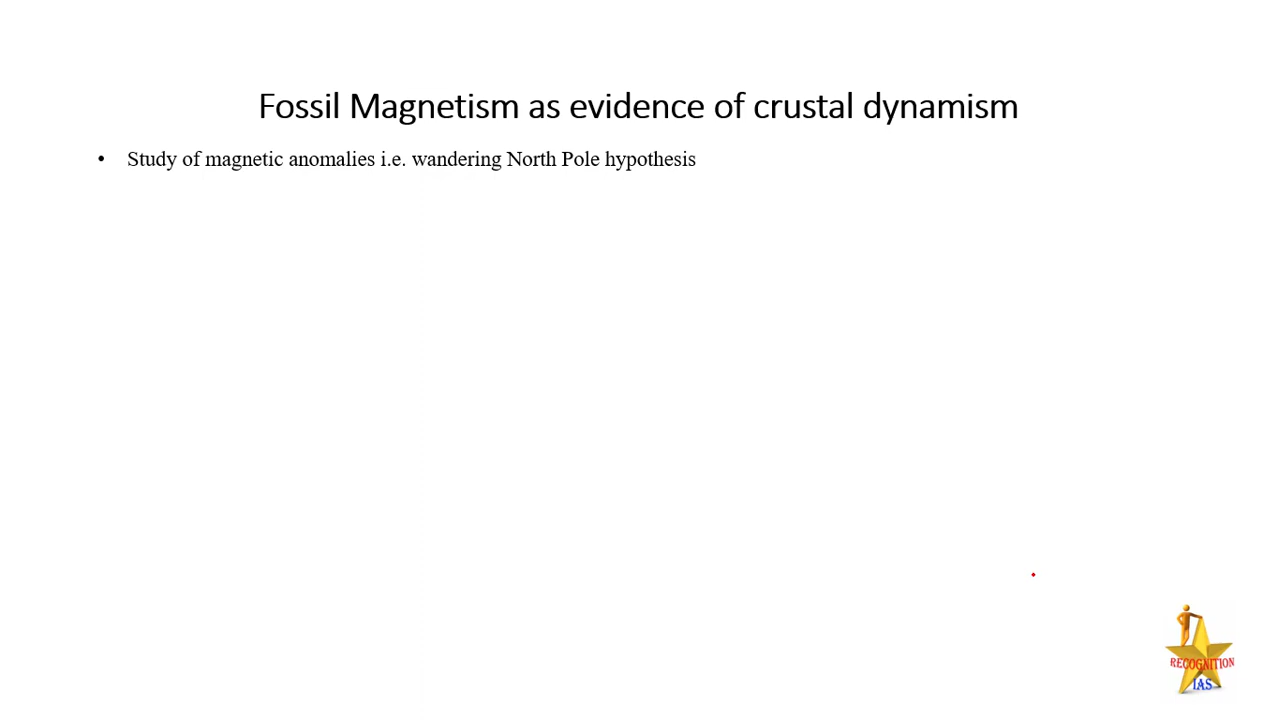 Fossil Magnetism as evidence of crustal dynamism
• Study of magnetic anomalies i.e. wandering North Pole hypothesis
RECOGNITION
IAS